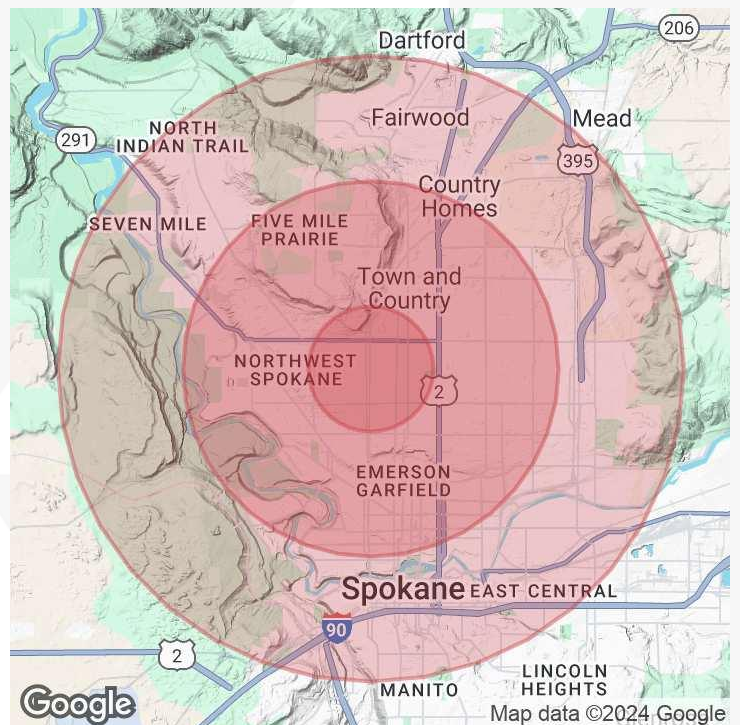 Dartford
206
Fairwood
Mead
291
NORTH
INDIAN TRAIL
395
Country
Homes
SEVEN MILE
FIVE MILE
PRAIRIE
Town and
Country
NORTHWEST
SPOKANE
2
EMERSON
GARFIELD
Spokane
EAST CENTRAL
90
2
LINCOLN
HEIGHTS
MANITO
Google
Map data ©2024 Google